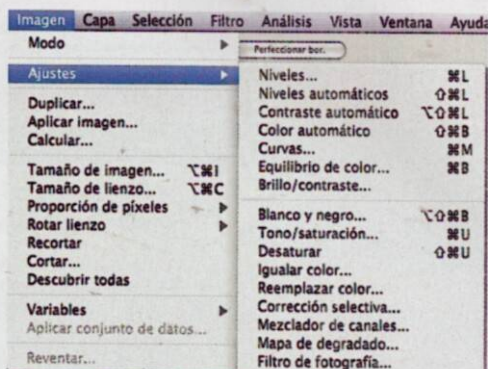 Imagen Capa Selección Filtro Análisis Vista Ventana Ayuda
Modo
Ajustes
Duplicar...
Aplicar imagen...
Calcular...
Tamaño de imagen... ⌥⌘I
Tamaño de lienzo... ⌥⌘C
Proporción de píxeles
Rotar lienzo
Recortar
Cortar...
Descubrir todas
Variables
Aplicar conjunto de datos...
Reventar...
Perfeccionar bor.
Niveles... ⌘L
Niveles automáticos ⇧⌘L
Contraste automático ⌥⇧⌘L
Color automático ⇧⌘B
Curvas... ⌘M
Equilibrio de color... ⌘B
Brillo/contraste...
Blanco y negro... ⌥⇧⌘B
Tono/saturación... ⌘U
Desaturar ⇧⌘U
Igualar color...
Reemplazar color...
Corrección selectiva...
Mezclador de canales...
Mapa de degradado...
Filtro de fotografía...